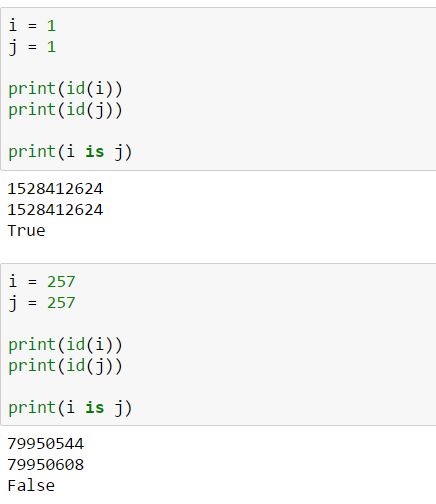 i = 1
j = 1
print(id(i))
print(id(j))
print(i is j)
1528412624
1528412624
True
i = 257
j = 257
print(id(i))
print(id(j))
print(i is j)
79950544
79950608
False